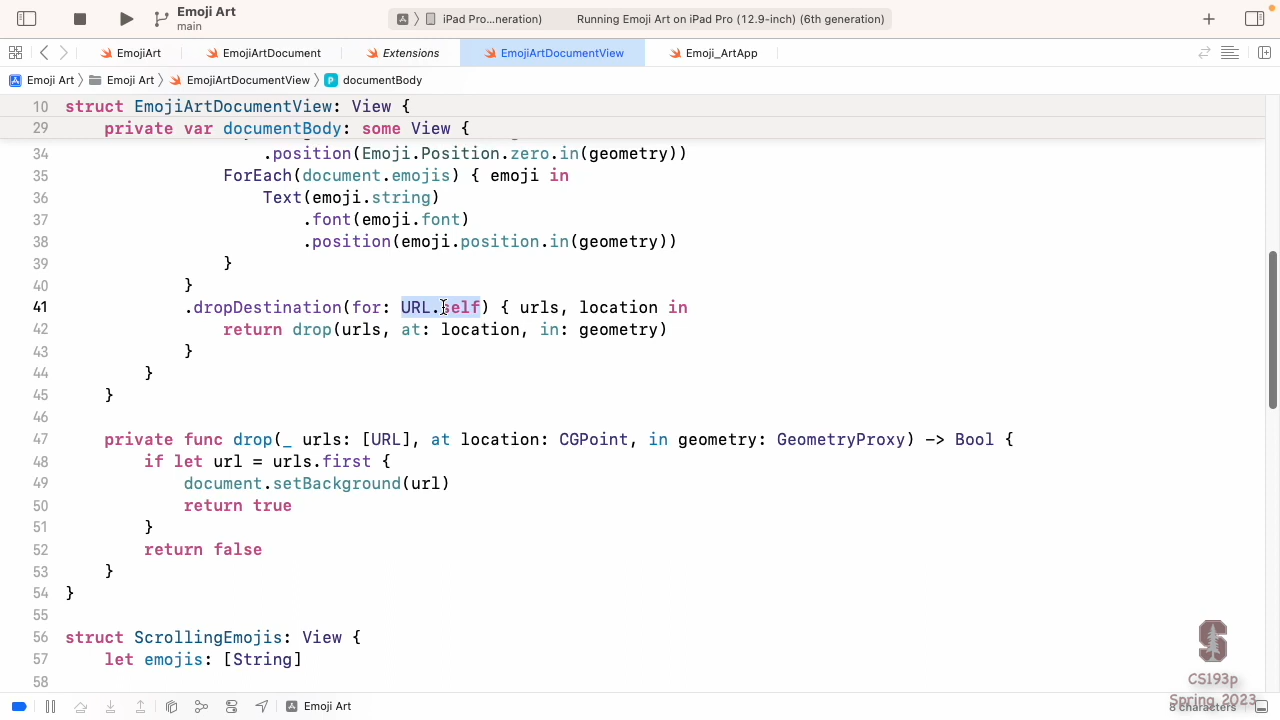 Emoji Art
main
iPad Pro...neration)
Running Emoji Art on iPad Pro (12.9-inch) (6th generation)
EmojiArt
EmojiArtDocument
Extensions
EmojiArtDocumentView
Emoji_ArtApp
Emoji Art
Emoji Art
EmojiArtDocumentView
P documentBody
10 struct EmojiArtDocumentView: View {
29 private var documentBody: some View {
34 .position(Emoji.Position.zero.in(geometry))
35 ForEach(document.emojis) { emoji in
36 Text(emoji.string)
37 .font(emoji.font)
38 .position(emoji.position.in(geometry))
39 }
40 }
41 .dropDestination(for: URL.self) { urls, location in
42 return drop(urls, at: location, in: geometry)
43 }
44 }
45 }
46
47 private func drop(_ urls: [URL], at location: CGPoint, in geometry: GeometryProxy) -> Bool {
48 if let url = urls.first {
49 document.setBackground(url)
50 return true
51 }
52 return false
53 }
54 }
55
56 struct ScrollingEmojis: View {
57 let emojis: [String]
58
CS193p
Spring 2023
8 characters
Emoji Art